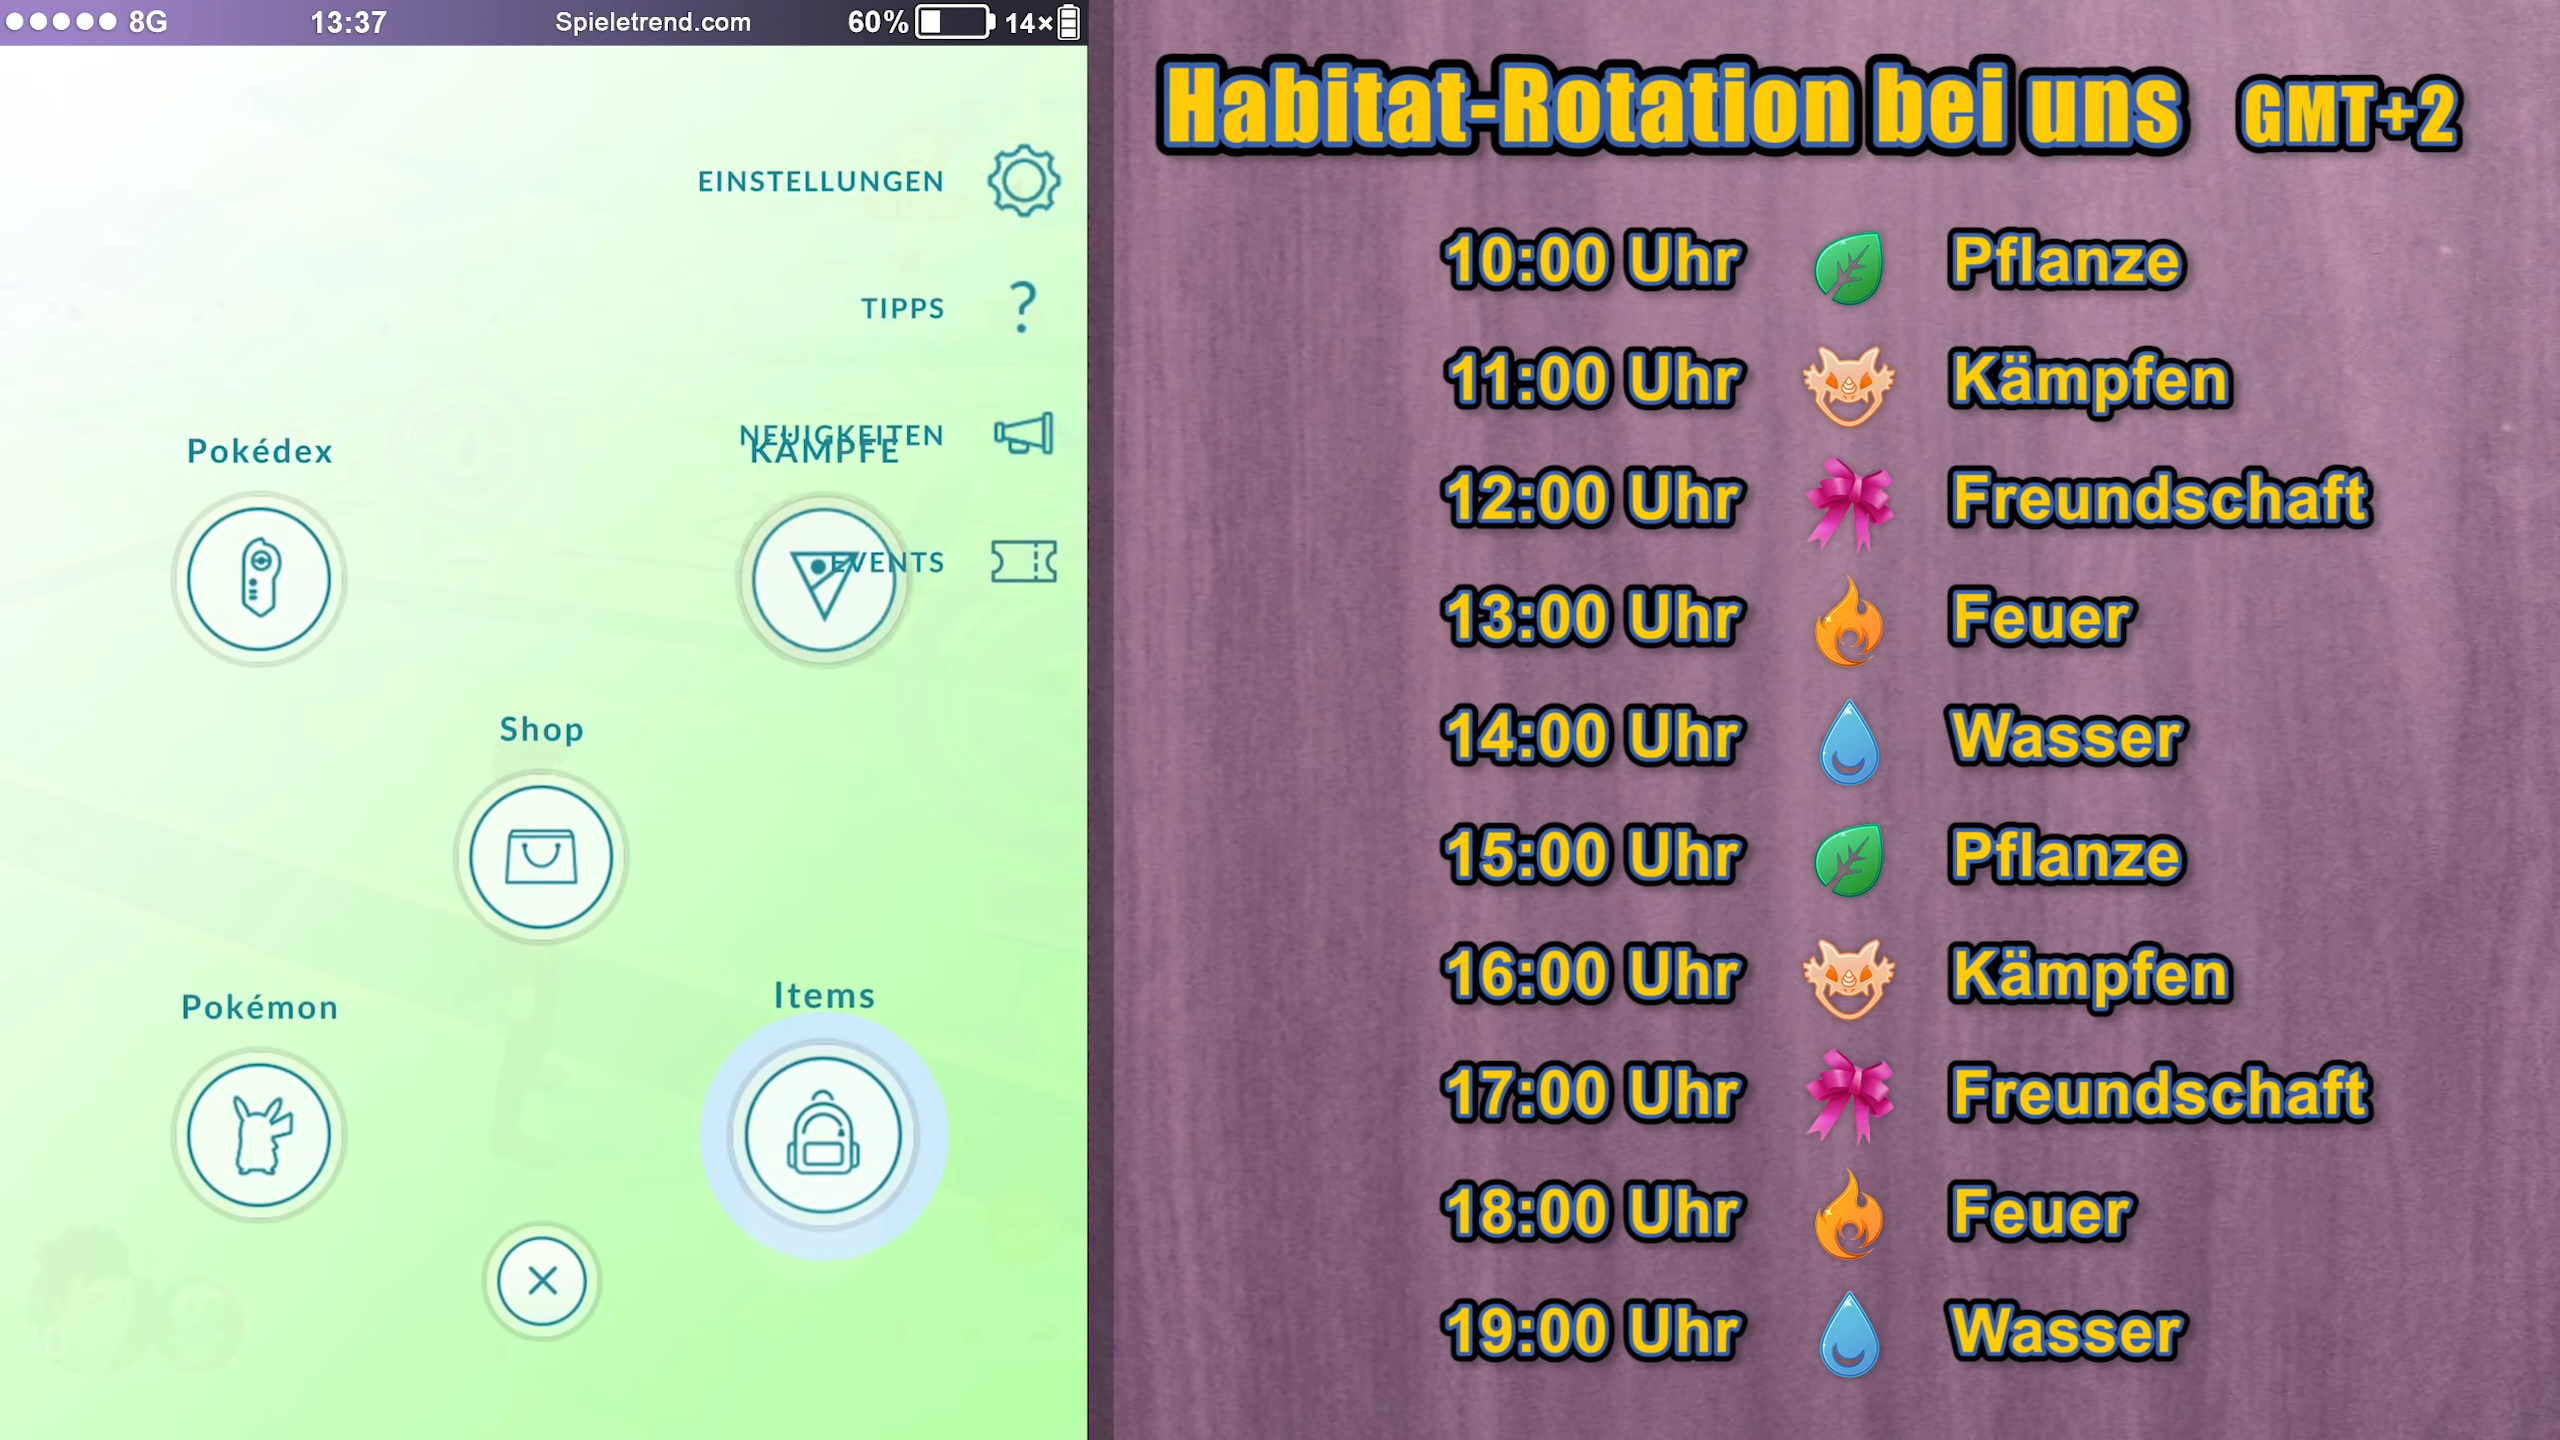 8G 13:37 Spieletrend.com 60% 14×
EINSTELLUNGEN
TIPPS
NEUIGKEITEN
Pokédex
KÄMPFE
EVENTS
Shop
Pokémon
Items
Habitat-Rotation bei uns GMT+2
10:00 Uhr Pflanze
11:00 Uhr Kämpfen
12:00 Uhr Freundschaft
13:00 Uhr Feuer
14:00 Uhr Wasser
15:00 Uhr Pflanze
16:00 Uhr Kämpfen
17:00 Uhr Freundschaft
18:00 Uhr Feuer
19:00 Uhr Wasser